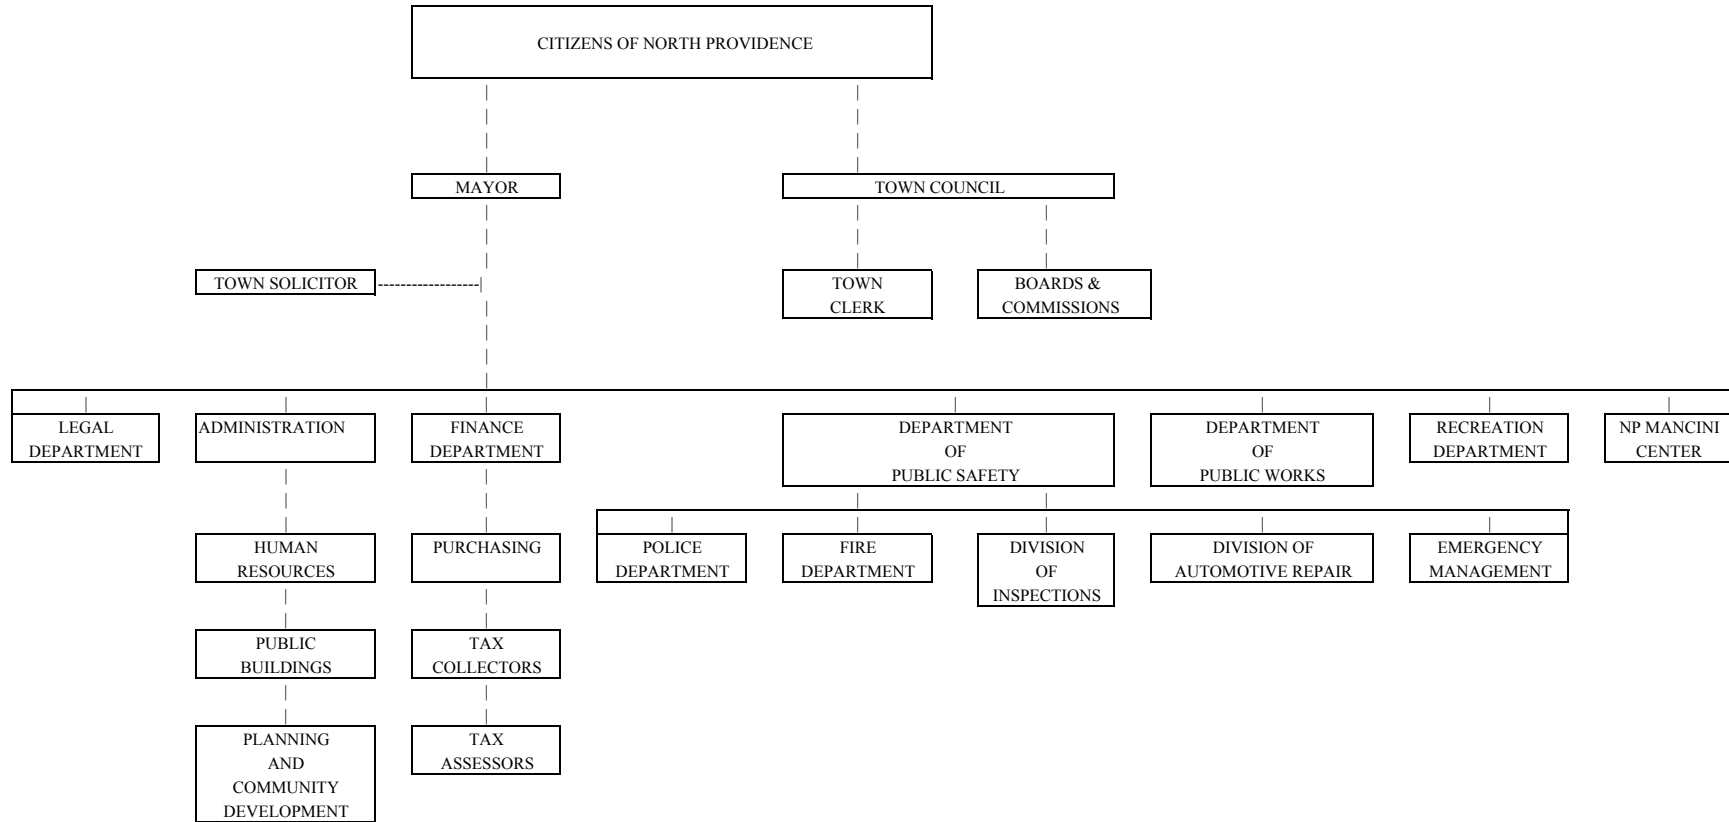 CITIZENS OF NORTH PROVIDENCE
MAYOR
TOWN COUNCIL
TOWN SOLICITOR
TOWN
CLERK
BOARDS &
COMMISSIONS
LEGAL
DEPARTMENT
ADMINISTRATION
FINANCE
DEPARTMENT
DEPARTMENT
OF
PUBLIC SAFETY
DEPARTMENT
OF
PUBLIC WORKS
RECREATION
DEPARTMENT
NP MANCINI
CENTER
HUMAN
RESOURCES
PURCHASING
POLICE
DEPARTMENT
FIRE
DEPARTMENT
DIVISION
OF
INSPECTIONS
DIVISION OF
AUTOMOTIVE REPAIR
EMERGENCY
MANAGEMENT
PUBLIC
BUILDINGS
TAX
COLLECTORS
PLANNING
AND
COMMUNITY
DEVELOPMENT
TAX
ASSESSORS